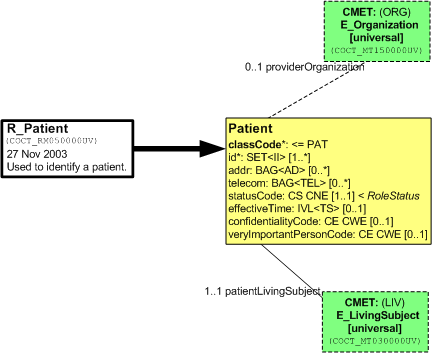 CMET: (ORG)
E_Organization
[universal]
(COCT_MT150000UV)
0..1 providerOrganization
R_Patient
(COCT_RM050000UV)
27 Nov 2003
Used to identify a patient.
Patient
classCode*: <= PAT
id*: SET<II> [1..*]
addr: BAG<AD> [0..*]
telecom: BAG<TEL> [0..*]
statusCode: CS CNE [1..1] < RoleStatus
effectiveTime: IVL<TS> [0..1]
confidentialityCode: CE CWE [0..1]
veryImportantPersonCode: CE CWE [0..1]
1..1 patientLivingSubject
CMET: (LIV)
E_LivingSubject
[universal]
(COCT_MT030000UV)